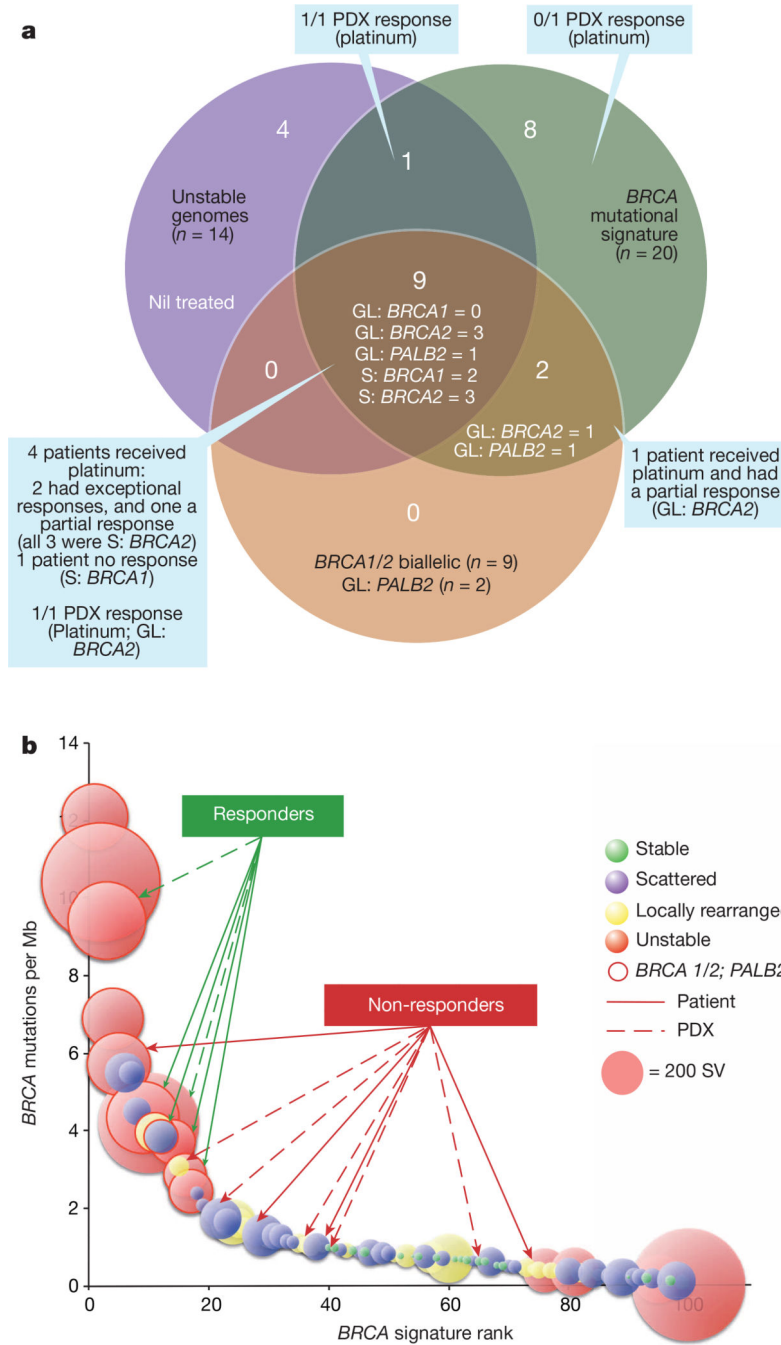 a
1/1 PDX response
(platinum)
0/1 PDX response
(platinum)
4
8
1
Unstable
genomes
(n = 14)
BRCA
mutational
signature
(n = 20)
Nil treated
9
GL: BRCA1 = 0
GL: BRCA2 = 3
GL: PALB2 = 1
S: BRCA1 = 2
S: BRCA2 = 3
0
2
GL: BRCA2 = 1
GL: PALB2 = 1
4 patients received
platinum:
2 had exceptional
responses, and one a
partial response
(all 3 were S: BRCA2)
1 patient no response
(S: BRCA1)
1/1 PDX response
(Platinum; GL:
BRCA2)
1 patient received
platinum and had
a partial response
(GL: BRCA2)
0
BRCA1/2 biallelic (n = 9)
GL: PALB2 (n = 2)
b
14
12
10
8
6
4
2
0
BRCA mutations per Mb
Responders
Non-responders
Stable
Scattered
Locally rearrange
Unstable
BRCA 1/2; PALB2
Patient
PDX
= 200 SV
0
20
40
60
80
100
BRCA signature rank